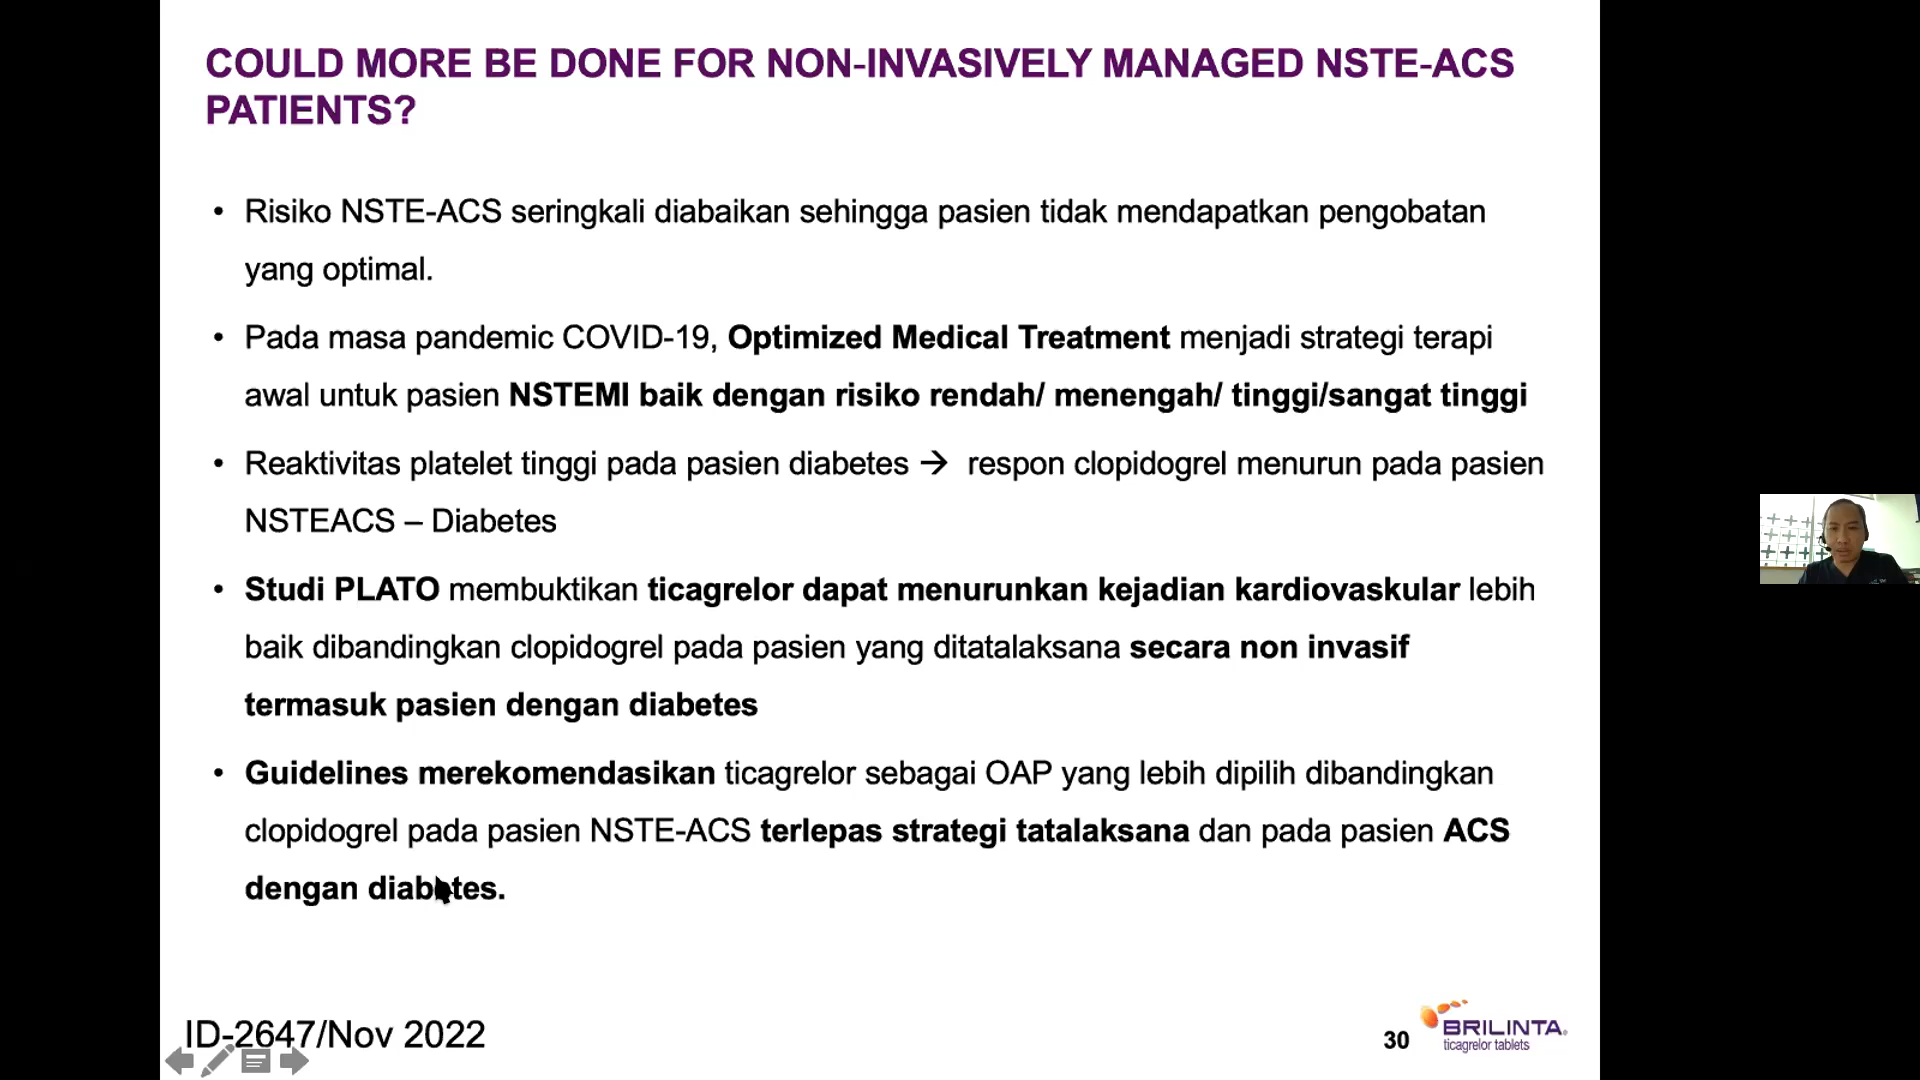 COULD MORE BE DONE FOR NON-INVASIVELY MANAGED NSTE-ACS
PATIENTS?
• Risiko NSTE-ACS seringkali diabaikan sehingga pasien tidak mendapatkan pengobatan
yang optimal.
• Pada masa pandemic COVID-19, Optimized Medical Treatment menjadi strategi terapi
awal untuk pasien NSTEMI baik dengan risiko rendah/ menengah/ tinggi/sangat tinggi
• Reaktivitas platelet tinggi pada pasien diabetes → respon clopidogrel menurun pada pasien
NSTEACS – Diabetes
• Studi PLATO membuktikan ticagrelor dapat menurunkan kejadian kardiovaskular lebih
baik dibandingkan clopidogrel pada pasien yang ditatalaksana secara non invasif
termasuk pasien dengan diabetes
• Guidelines merekomendasikan ticagrelor sebagai OAP yang lebih dipilih dibandingkan
clopidogrel pada pasien NSTE-ACS terlepas strategi tatalaksana dan pada pasien ACS
dengan diabetes.
ID-2647/Nov 2022
30
BRILINTA®
ticagrelor tablets